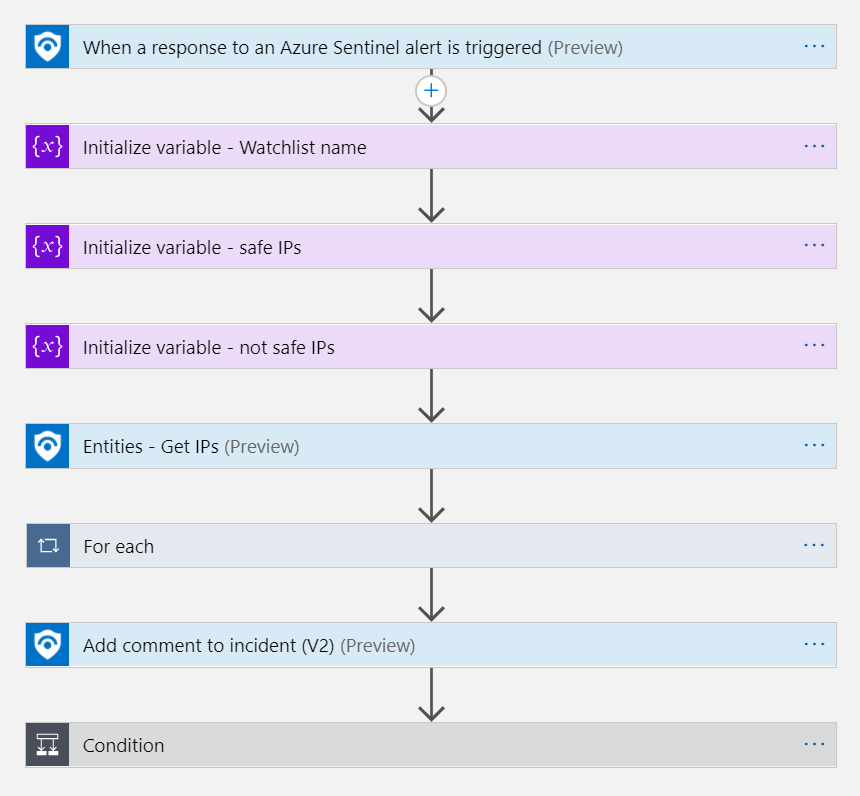 When a response to an Azure Sentinel alert is triggered (Preview)
{x} Initialize variable - Watchlist name
{x} Initialize variable - safe IPs
{x} Initialize variable - not safe IPs
Entities - Get IPs (Preview)
For each
Add comment to incident (V2) (Preview)
Condition